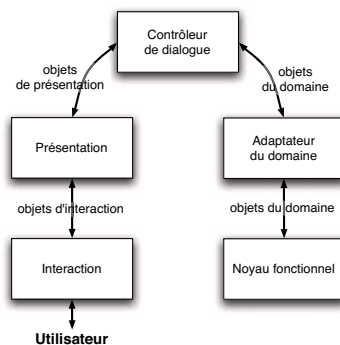 Contrôleur
de dialogue
objets
de présentation
objets
du domaine
Présentation
Adaptateur
du domaine
objets d'interaction
objets du domaine
Interaction
Noyau fonctionnel
Utilisateur